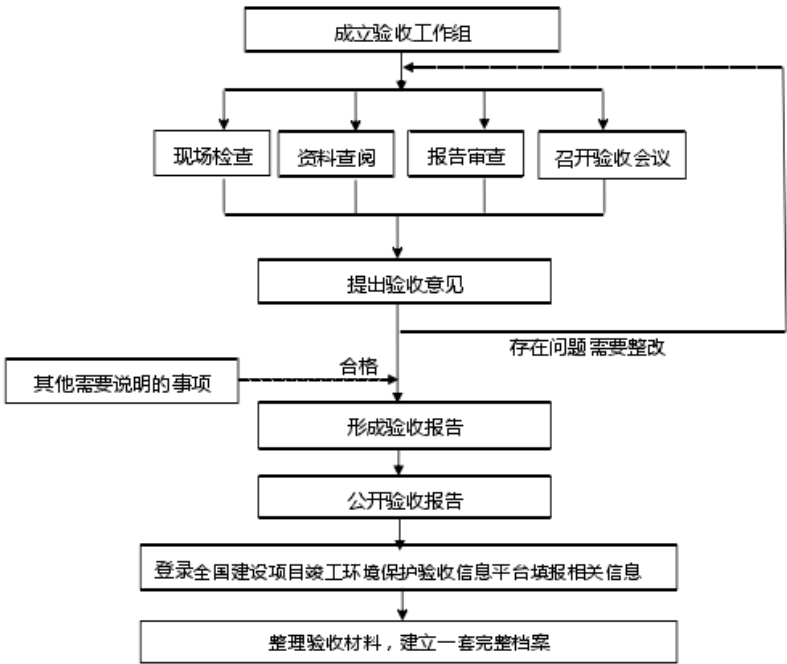 成立验收工作组
现场检查
资料查阅
报告审查
召开验收会议
提出验收意见
存在问题需要整改
合格
其他需要说明的事项
形成验收报告
公开验收报告
登录全国建设项目竣工环境保护验收信息平台填报相关信息
整理验收材料，建立一套完整档案